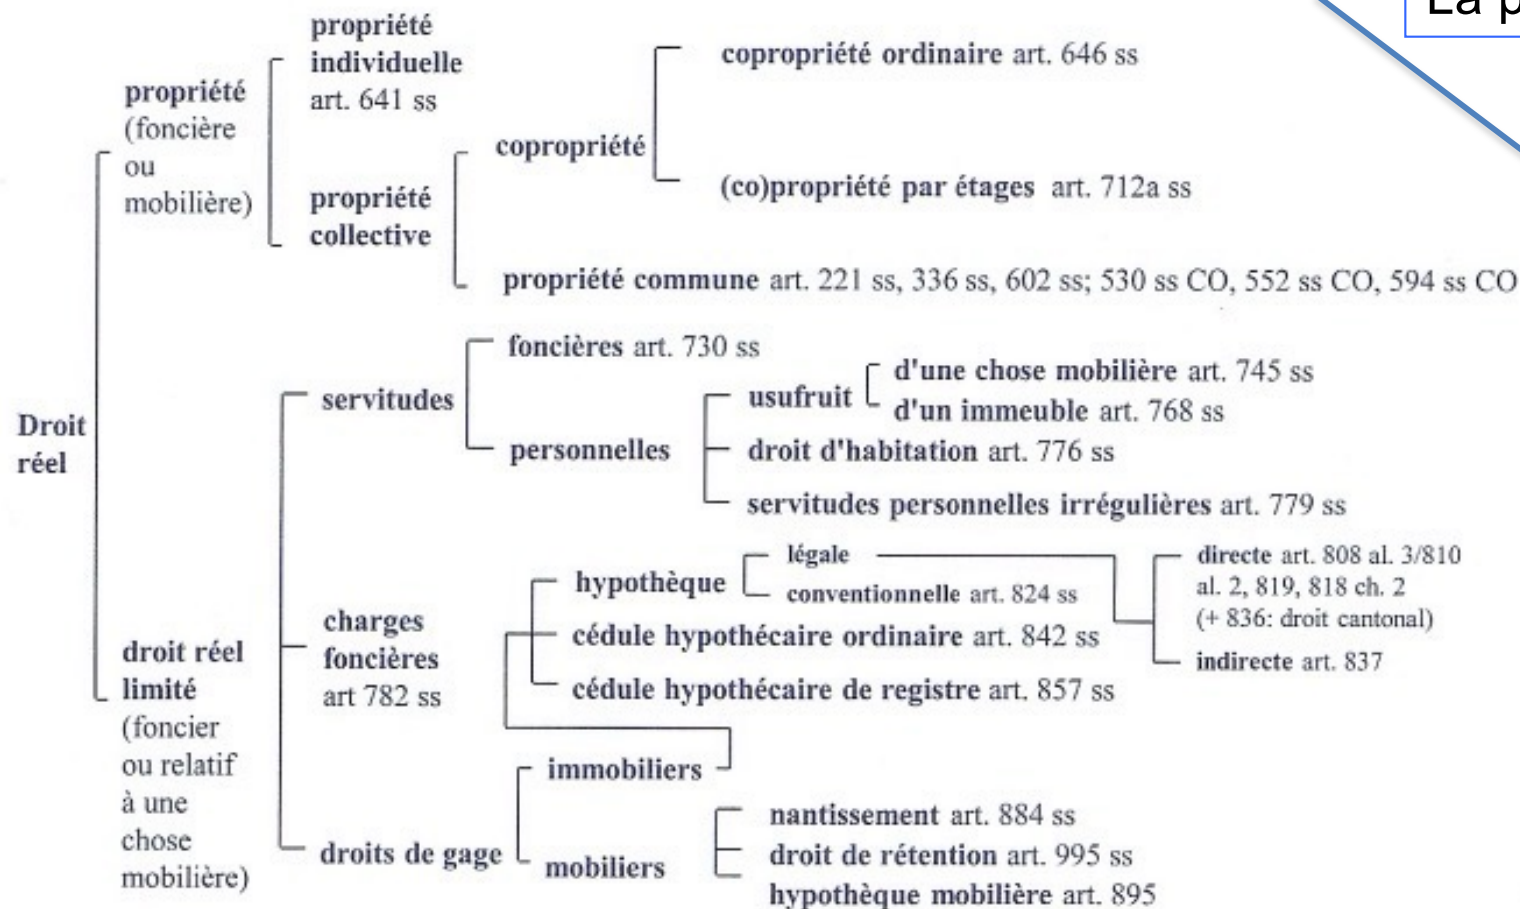 La p
propriété
individuelle
art. 641 ss
propriété
(foncière
ou
mobilière)
propriété
collective
copropriété
copropriété ordinaire art. 646 ss
(co)propriété par étages art. 712a ss
propriété commune art. 221 ss, 336 ss, 602 ss; 530 ss CO, 552 ss CO, 594 ss CO
Droit
réel
droit réel
limité
(foncier
ou relatif
à une
chose
mobilière)
servitudes
foncières art. 730 ss
personnelles
usufruit
d'une chose mobilière art. 745 ss
d'un immeuble art. 768 ss
droit d'habitation art. 776 ss
servitudes personnelles irrégulières art. 779 ss
charges
foncières
art 782 ss
droits de gage
immobiliers
hypothèque
légale
directe art. 808 al. 3/810
al. 2, 819, 818 ch. 2
(+ 836: droit cantonal)
indirecte art. 837
conventionnelle art. 824 ss
cédule hypothécaire ordinaire art. 842 ss
cédule hypothécaire de registre art. 857 ss
mobiliers
nantissement art. 884 ss
droit de rétention art. 995 ss
hypothèque mobilière art. 895